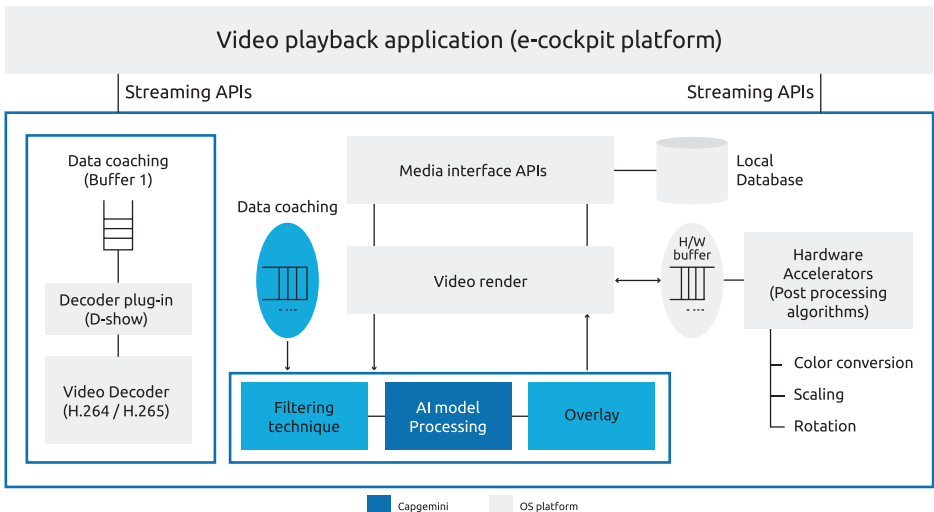 Video playback application (e-cockpit platform)
Streaming APIs
Streaming APIs
Data coaching
(Buffer 1)
Decoder plug-in
(D-show)
Video Decoder
(H.264 / H.265)
Data coaching
Media interface APIs
Local
Database
Video render
H/W
buffer
Hardware
Accelerators
(Post processing
algorithms)
Color conversion
Scaling
Rotation
Filtering
technique
AI model
Processing
Overlay
Capgemini
OS platform